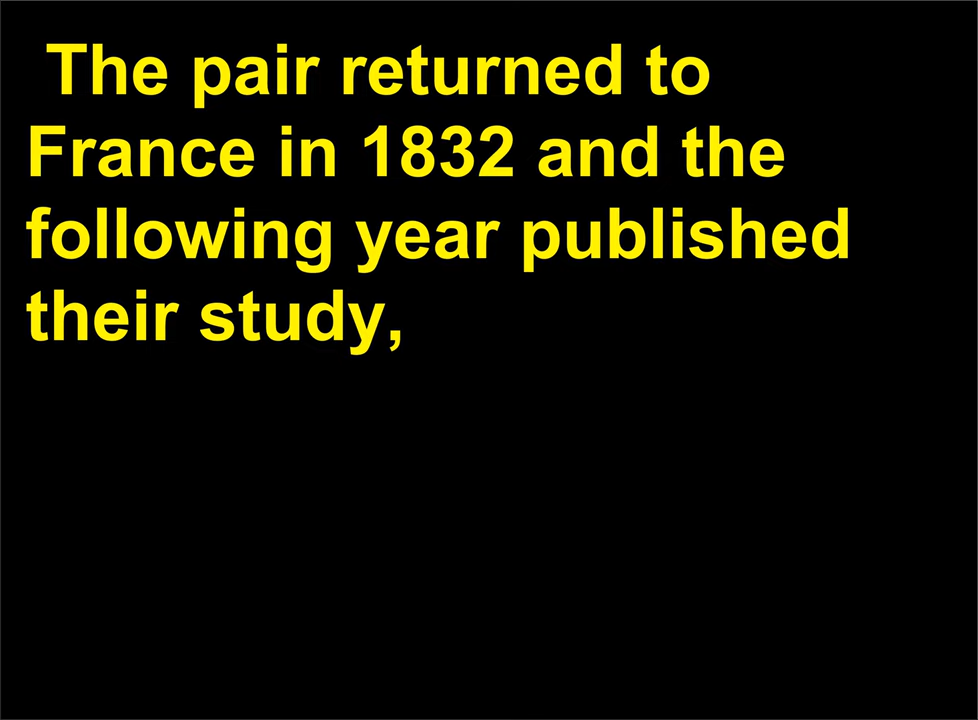 The pair returned to
France in 1832 and the
following year published
their study,